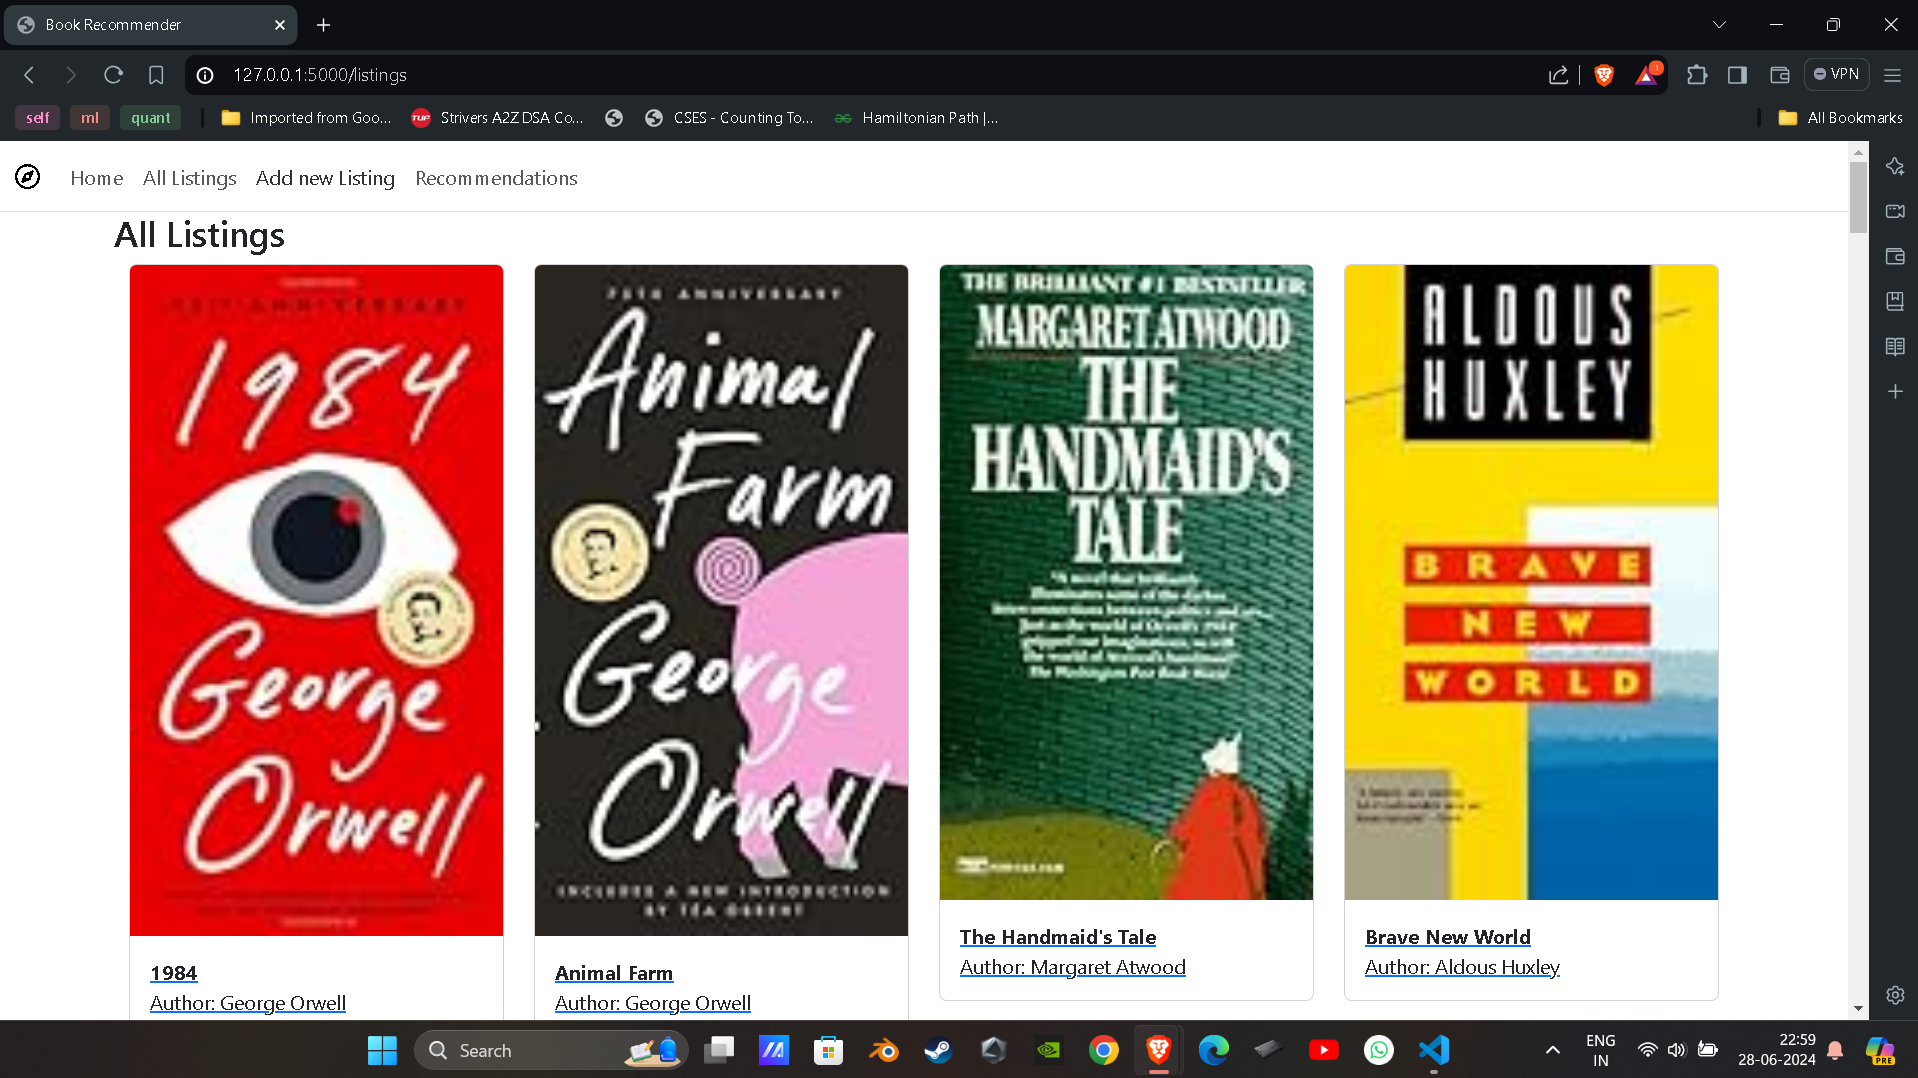 Book Recommender
127.0.0.1:5000/listings
1
VPN
self
ml
quant
Imported from Goo...
TUF
Strivers A2Z DSA Co...
CSES - Counting To...
Hamiltonian Path |...
All Bookmarks
Home
All Listings
Add new Listing
Recommendations
All Listings
ANNIVERSARY
1984
George
Orwell
75TH ANNIVERSARY
Animal
Farm
George
Orwell
INCLUDES A NEW INTRODUCTION
BY TÉA OBREHT
THE BRILLIANT #1 BESTSELLER
MARGARET ATWOOD
THE
HANDMAID'S
TALE
ALDOUS
HUXLEY
BRAVE
NEW
WORLD
1984
Author: George Orwell
Animal Farm
Author: George Orwell
The Handmaid's Tale
Author: Margaret Atwood
Brave New World
Author: Aldous Huxley
Search
ENG
IN
22:59
28-06-2024
PRE